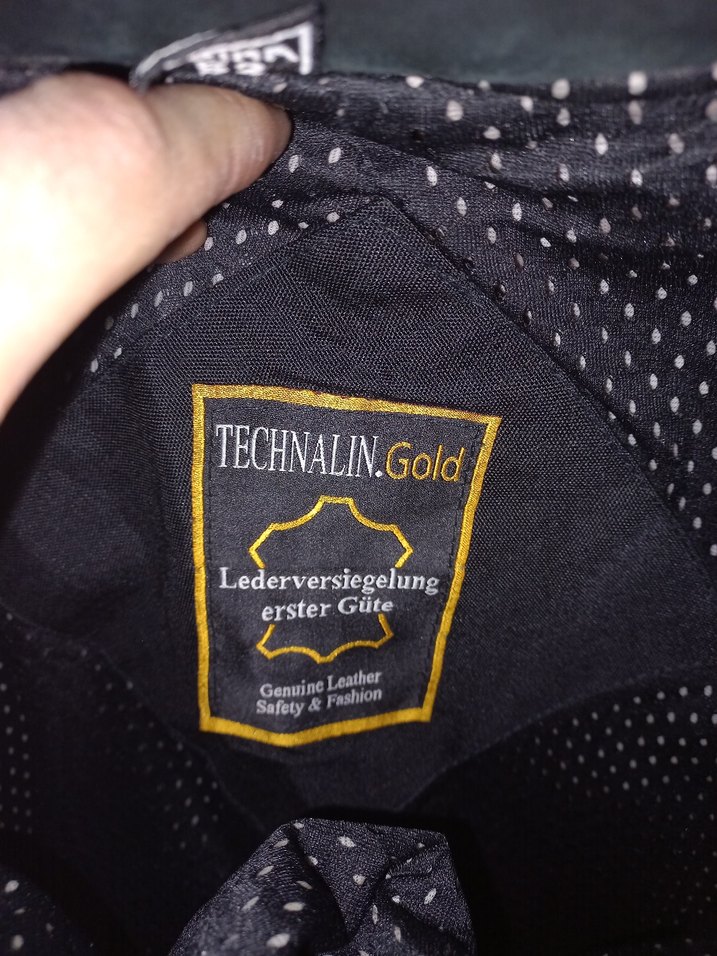 TECHNALIN.Gold
Lederversiegelung
erster Güte
Genuine Leather
Safety & Fashion